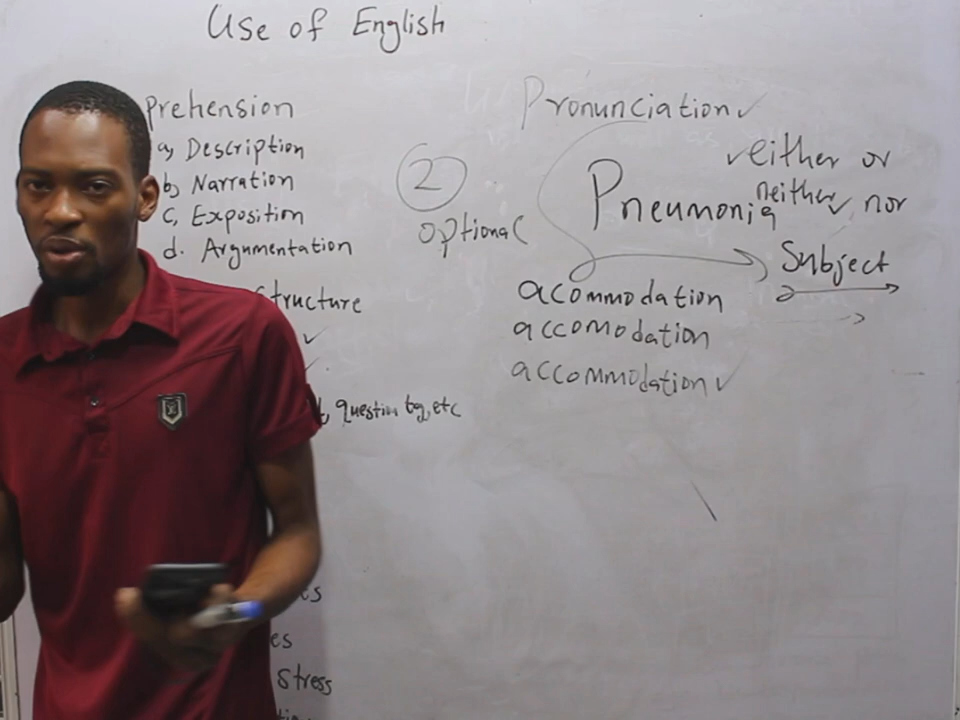 Use of English
prehension
a, Description
b, Narration
c, Exposition
d. Argumentation
structure
question tag, etc
es
Stress
2
optional
Pronunciation ✓
either or
neither nor
Pneumonia
Subject
acommodation
accomodation
accommodation ✓